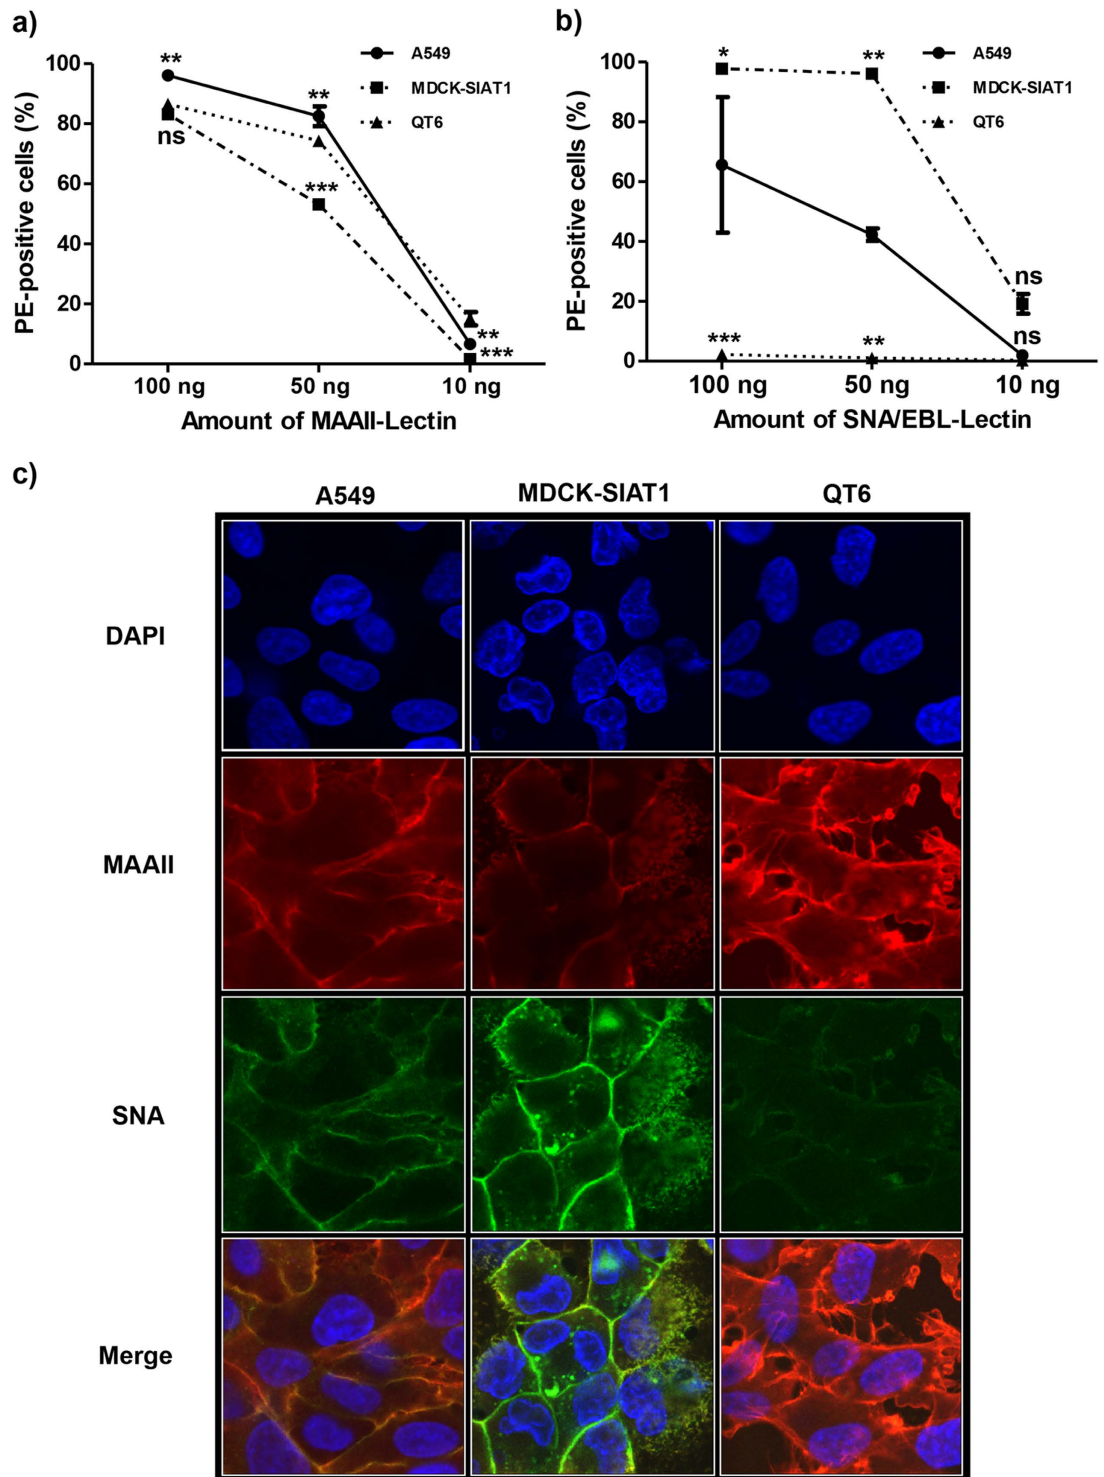 a)
A549
MDCK-SIAT1
QT6
PE-positive cells (%)
100
80
60
40
20
0
**
ns
**
***
**
***
100 ng
50 ng
10 ng
Amount of MAAII-Lectin
b)
A549
MDCK-SIAT1
QT6
PE-positive cells (%)
100
80
60
40
20
0
*
**
ns
***
**
ns
100 ng
50 ng
10 ng
Amount of SNA/EBL-Lectin
c)
A549
MDCK-SIAT1
QT6
DAPI
MAAII
SNA
Merge